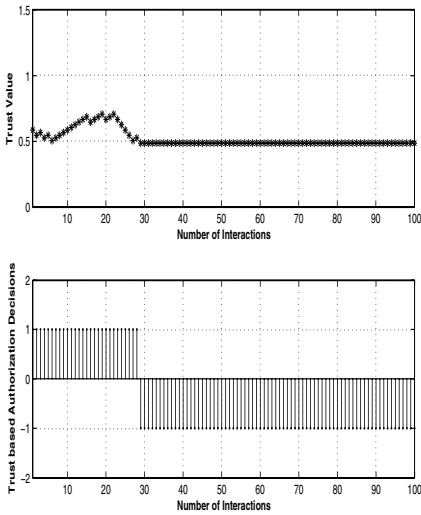 1.5
1
0.5
0
Trust Value
10 20 30 40 50 60 70 80 90 100
Number of Interactions
2
1
0
−1
−2
Trust based Authorization Decisions
10 20 30 40 50 60 70 80 90 100
Number of Interactions